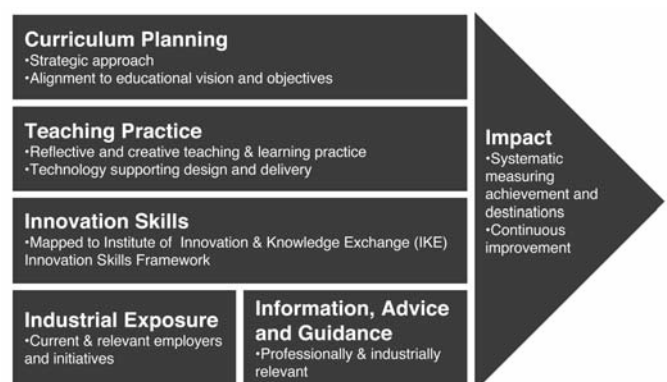 Curriculum Planning
•Strategic approach
•Alignment to educational vision and objectives
Teaching Practice
•Reflective and creative teaching & learning practice
•Technology supporting design and delivery
Innovation Skills
•Mapped to Institute of Innovation & Knowledge Exchange (IKE)
Innovation Skills Framework
Industrial Exposure
•Current & relevant employers
and initiatives
Information, Advice
and Guidance
•Professionally & industrially
relevant
Impact
•Systematic
measuring
achievement and
destinations
•Continuous
improvement